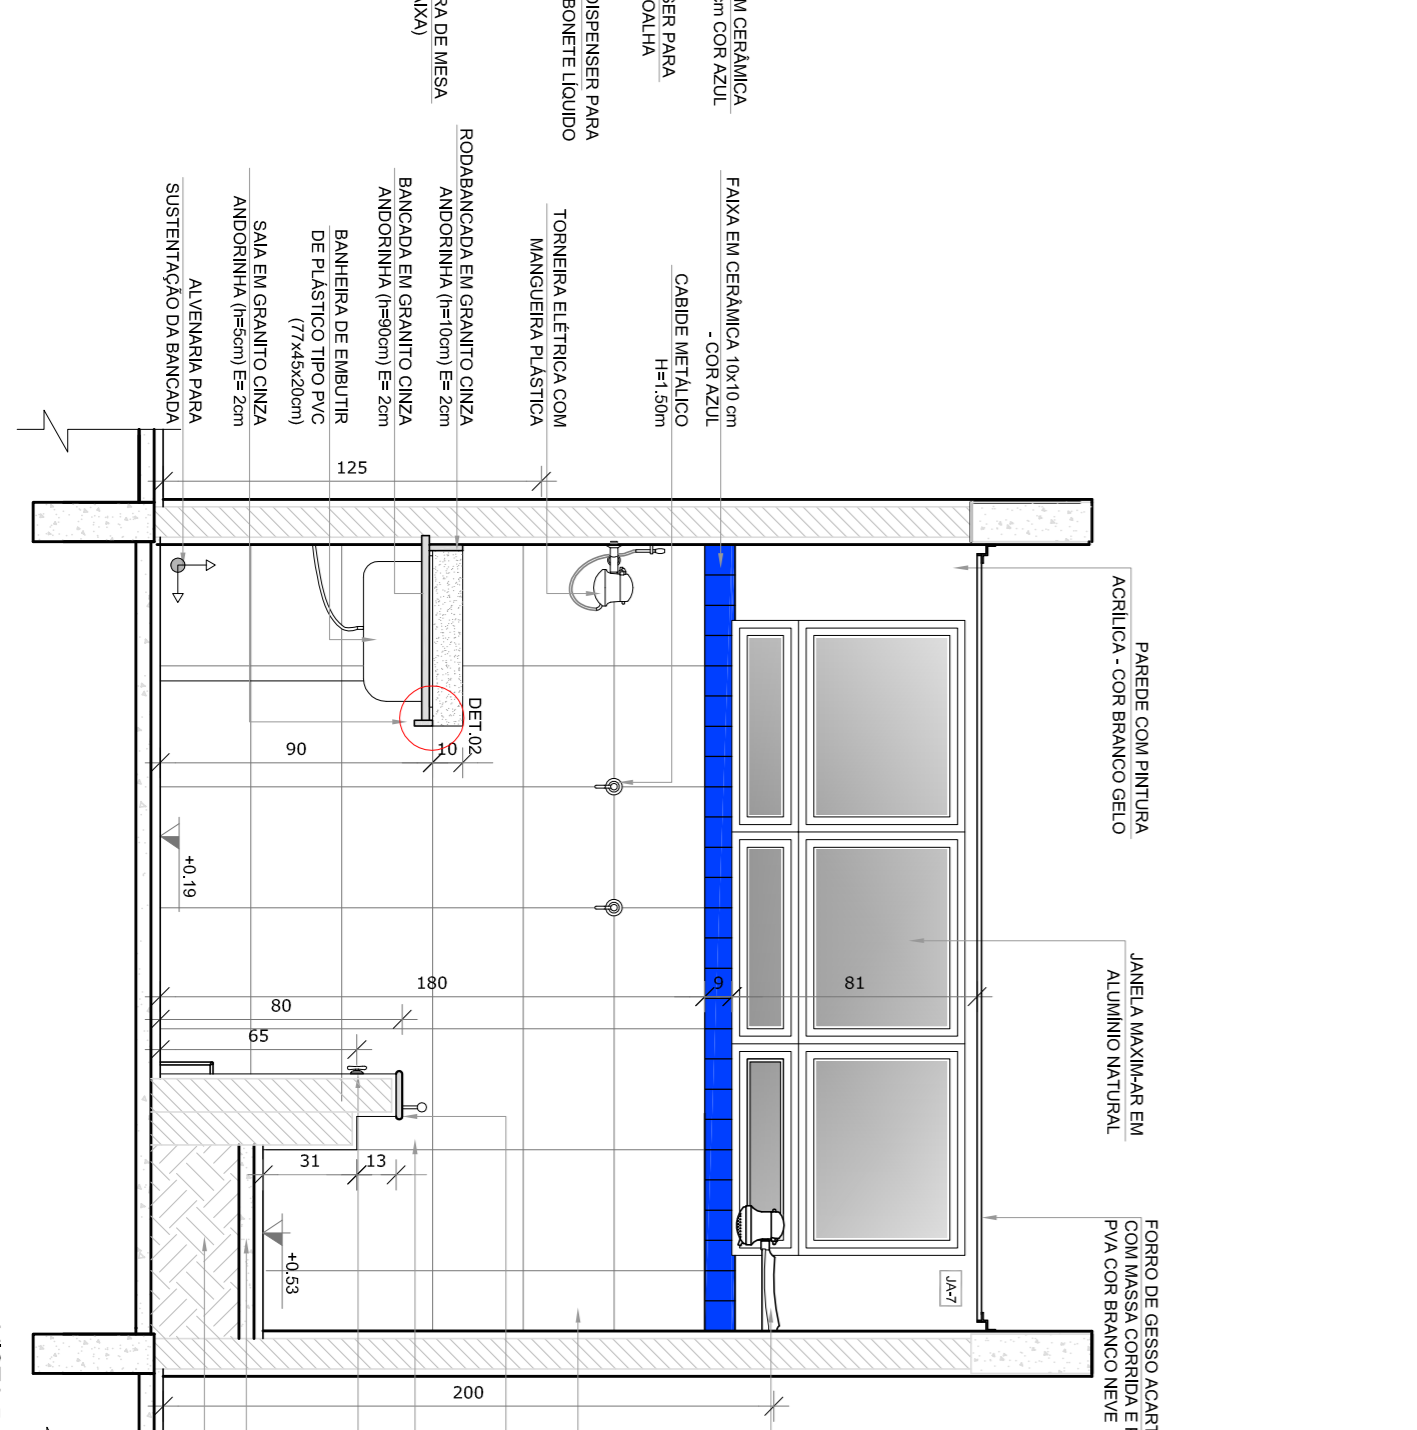 M CERÂMICA
cm COR AZUL
SER PARA
OALHA
DISPENSER PARA
BONETE LÍQUIDO
RA DE MESA
AIXA)
FAIXA EM CERÂMICA 10x10 cm
- COR AZUL
CABIDE METÁLICO
H=1.50m
TORNEIRA ELÉTRICA COM
MANGUEIRA PLÁSTICA
RODABANCADA EM GRANITO CINZA
ANDORINHA (h=10cm) E= 2cm
BANCADA EM GRANITO CINZA
ANDORINHA (h=90cm) E= 2cm
BANHEIRA DE EMBUTIR
DE PLÁSTICO TIPO PVC
(77x45x20cm)
SAIA EM GRANITO CINZA
ANDORINHA (h=5cm) E= 2cm
ALVENARIA PARA
SUSTENTAÇÃO DA BANCADA
PAREDE COM PINTURA
ACRÍLICA - COR BRANCO GELO
JANELA MAXIM-AR EM
ALUMÍNIO NATURAL
FORRO DE GESSO ACART
COM MASSA CORRIDA E P
PVA COR BRANCO NEVE
125
DET.02
90
10
+0.19
180
9
81
80
65
31
13
+0.53
JA-7
200